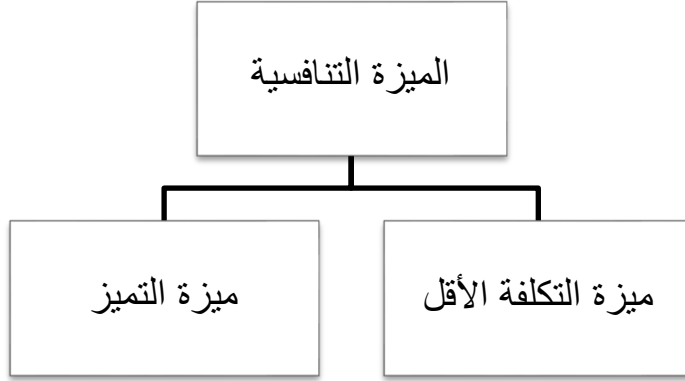 الميزة التنافسية
ميزة التكلفة الأقل
ميزة التميز